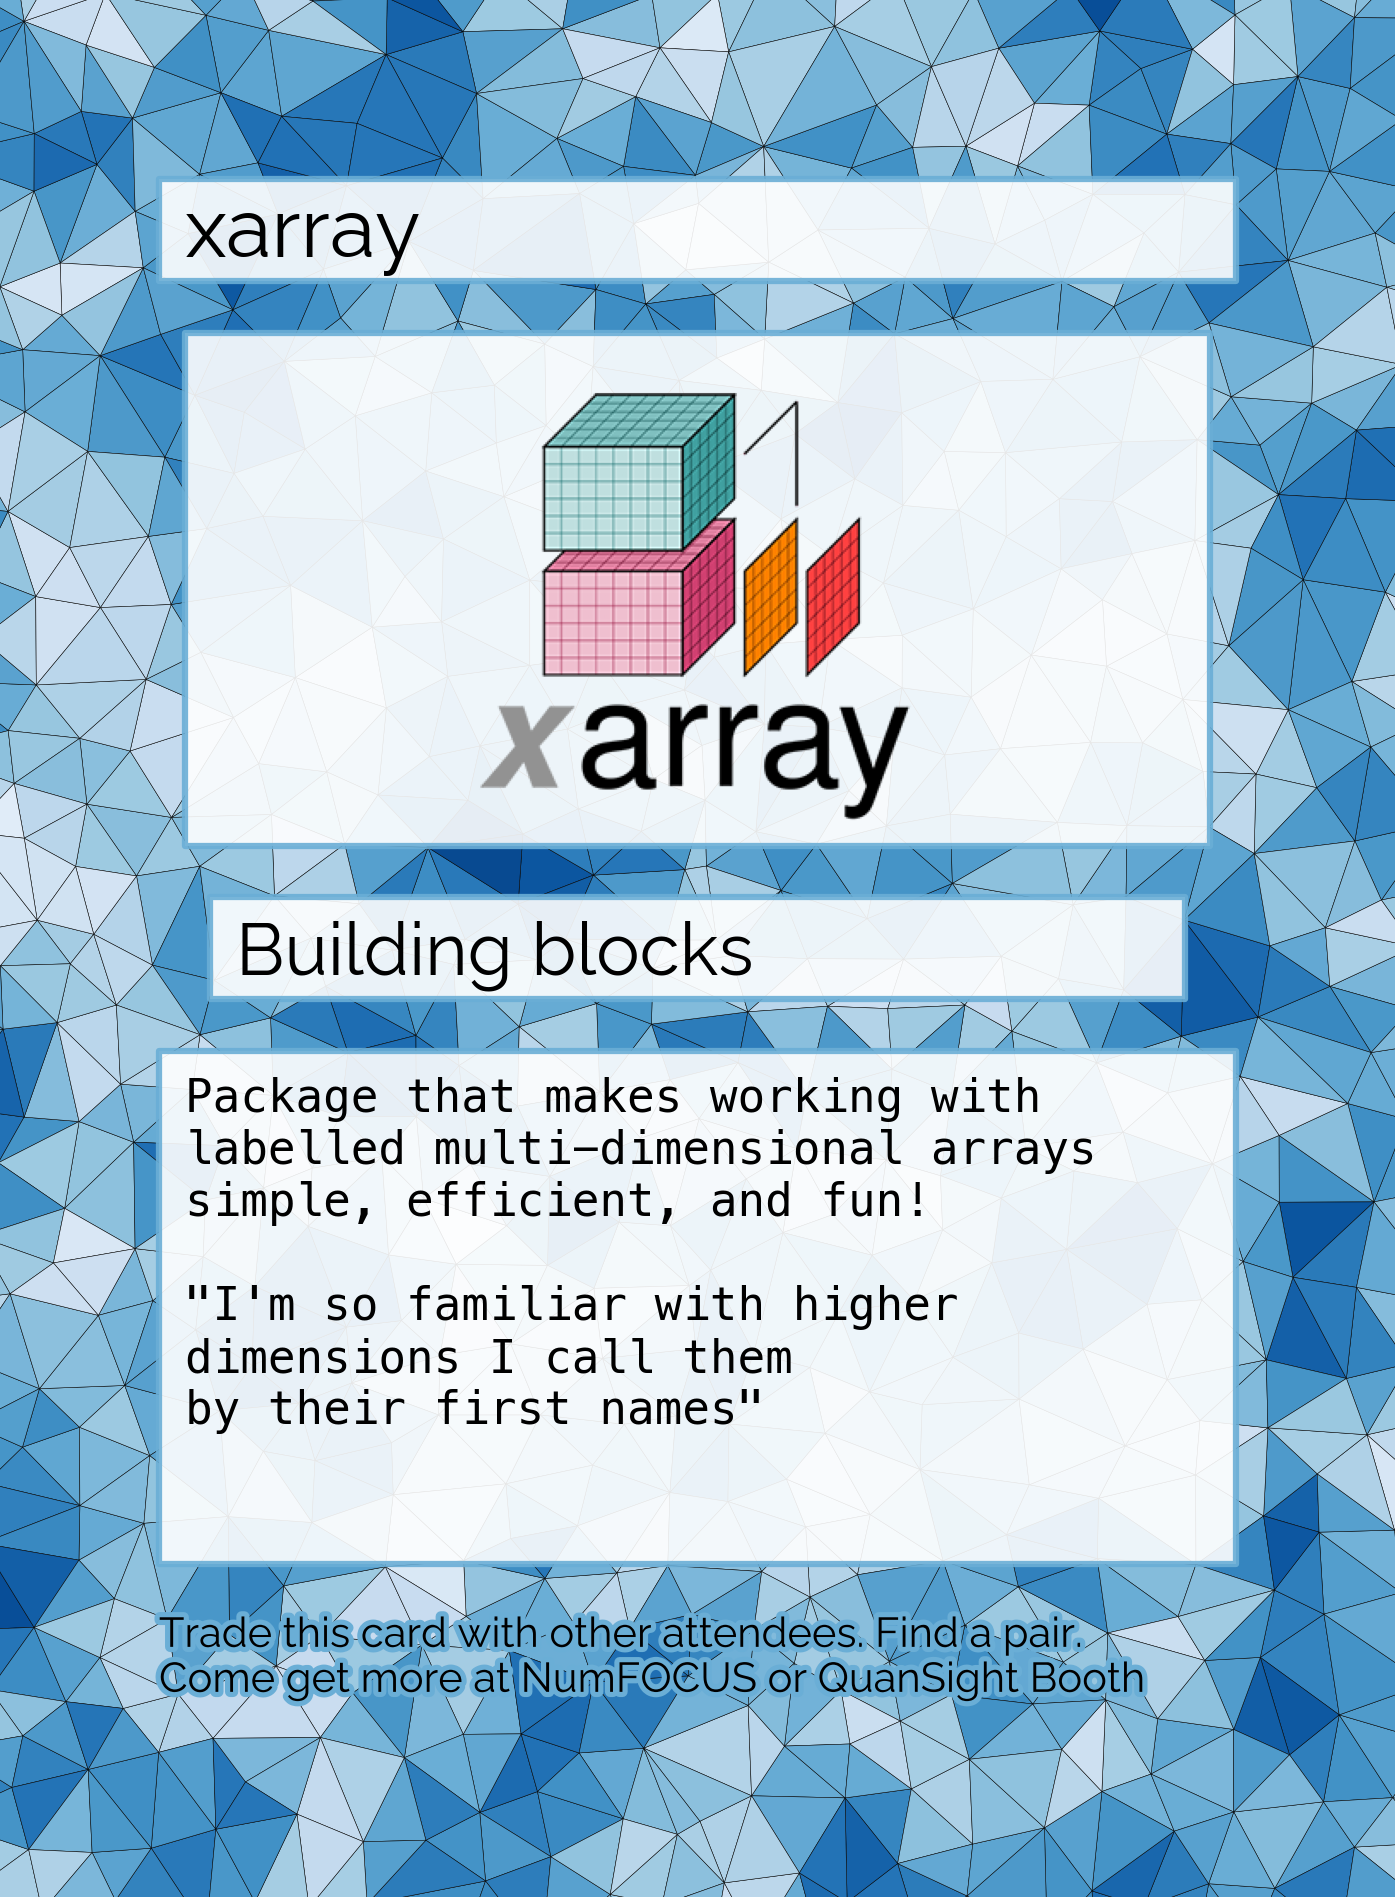 xarray
xarray
Building blocks
Package that makes working with
labelled multi-dimensional arrays
simple, efficient, and fun!
"I'm so familiar with higher
dimensions I call them
by their first names"
Trade this card with other attendees. Find a pair.
Come get more at NumFOCUS or QuanSight Booth